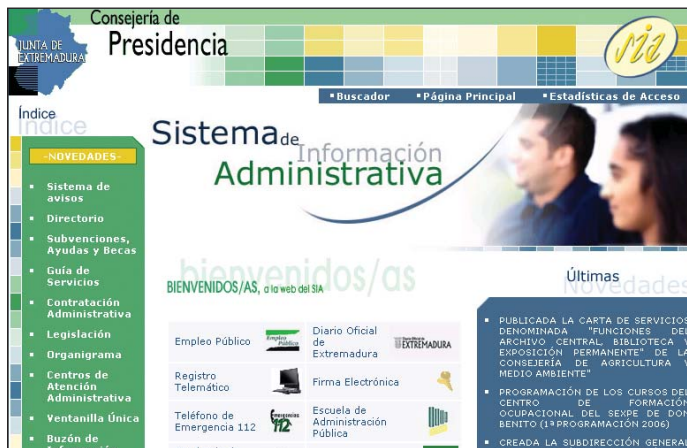 Consejería de
Presidencia
JUNTA DE
EXTREMADURA
sia
▪Buscador ▪Página Principal ▪Estadísticas de Acceso
Índice
Índice
-NOVEDADES-
▪ Sistema de
avisos
▪ Directorio
▪ Subvenciones,
Ayudas y Becas
▪ Guía de
Servicios
▪ Contratación
Administrativa
▪ Legislación
▪ Organigrama
▪ Centros de
Atención
Administrativa
▪ Ventanilla Única
▪ Buzón de
Sistema de
Información
Administrativa
bienvenidos/as
BIENVENIDOS/AS, a la web del SIA
Empleo Público
Empleo
Público
Diario Oficial
de
Extremadura
EXTREMADURA
Registro
Telemático
Firma Electrónica
Teléfono de
Emergencia 112
Emergencias
112
Escuela de
Administración
Pública
Últimas
Novedades
▪ PUBLICADA LA CARTA DE SERVICIOS
DENOMINADA "FUNCIONES DEL
ARCHIVO CENTRAL, BIBLIOTECA Y
EXPOSICIÓN PERMANENTE" DE LA
CONSEJERÍA DE AGRICULTURA Y
MEDIO AMBIENTE"
▪ PROGRAMACIÓN DE LOS CURSOS DEL
CENTRO DE FORMACIÓN
OCUPACIONAL DEL SEXPE DE DON
BENITO (1ª PROGRAMACIÓN 2006)
▪ CREADA LA SUBDIRECCIÓN GENERAL